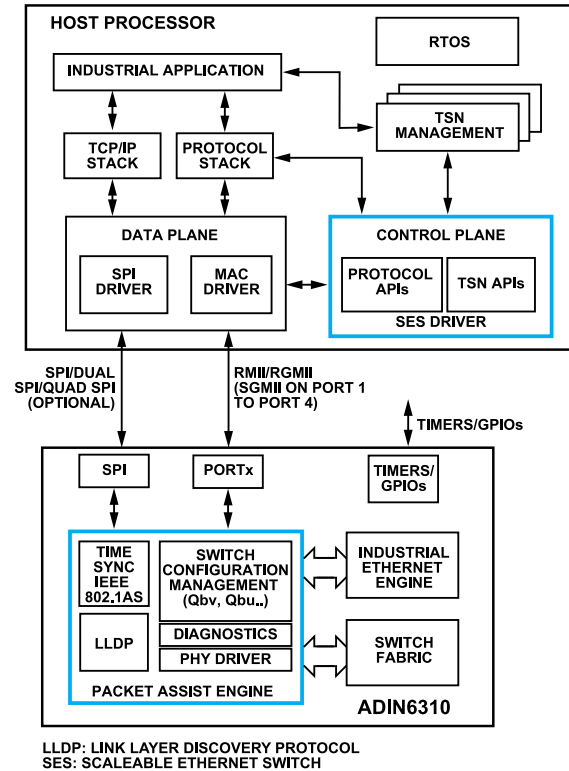 HOST PROCESSOR
RTOS
INDUSTRIAL APPLICATION
TSN
MANAGEMENT
TCP/IP
STACK
PROTOCOL
STACK
DATA PLANE
SPI
DRIVER
MAC
DRIVER
CONTROL PLANE
PROTOCOL
APIs
TSN APIs
SES DRIVER
SPI/DUAL
SPI/QUAD SPI
(OPTIONAL)
RMII/RGMII
(SGMII ON PORT 1
TO PORT 4)
TIMERS/GPIOs
SPI
PORTx
TIMERS/
GPIOs
TIME
SYNC
IEEE
802.1AS
SWITCH
CONFIGURATION
MANAGEMENT
(Qbv, Qbu..)
INDUSTRIAL
ETHERNET
ENGINE
LLDP
DIAGNOSTICS
PHY DRIVER
SWITCH
FABRIC
PACKET ASSIST ENGINE
ADIN6310
LLDP: LINK LAYER DISCOVERY PROTOCOL
SES: SCALEABLE ETHERNET SWITCH